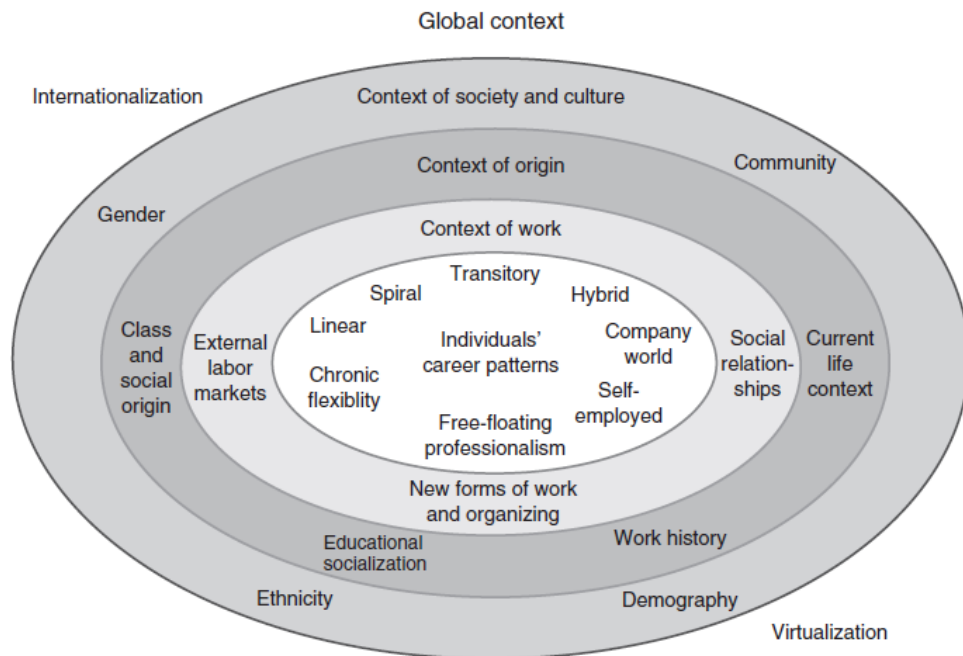 Global context
Internationalization
Context of society and culture
Community
Context of origin
Gender
Context of work
Transitory
Spiral
Hybrid
Linear
Individuals'
career patterns
Company
world
Class
and
social
origin
External
labor
markets
Social
relation-
ships
Current
life
context
Chronic
flexiblity
Self-
employed
Free-floating
professionalism
New forms of work
and organizing
Educational
socialization
Work history
Ethnicity
Demography
Virtualization